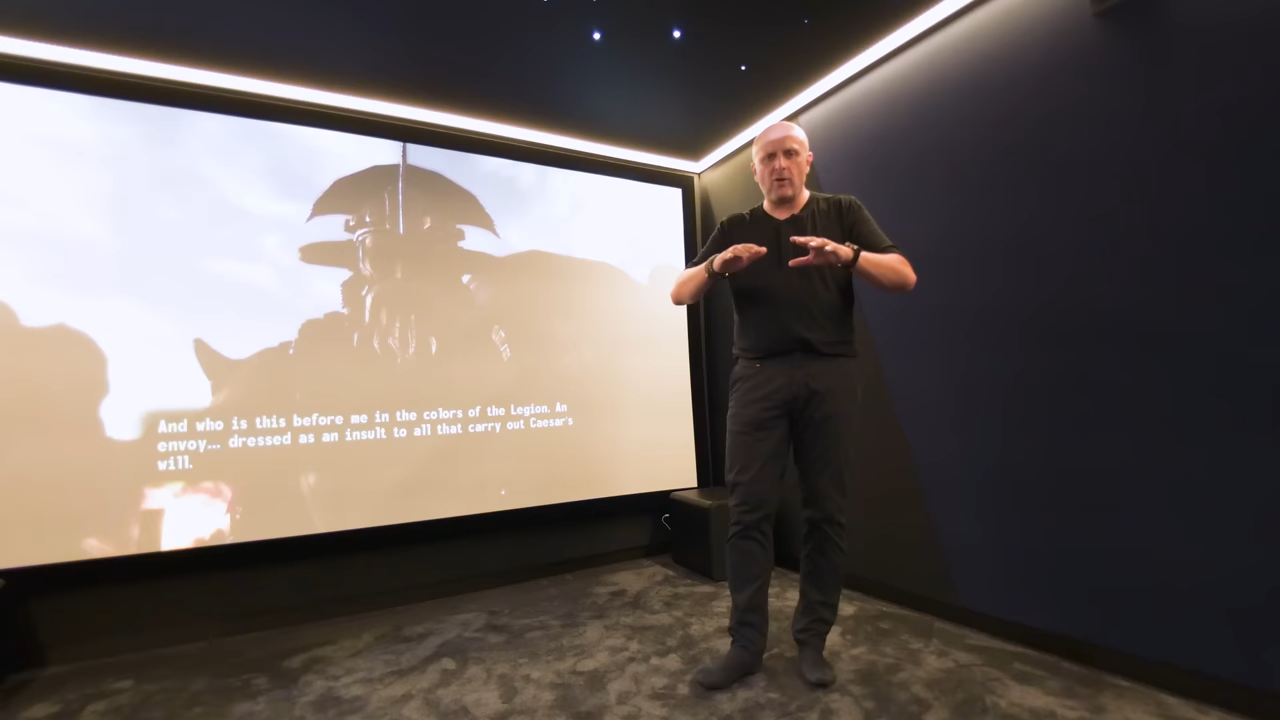 And who is this before me in the colors of the Legion. An
envoy... dressed as an insult to all that carry out Caesar's
will.